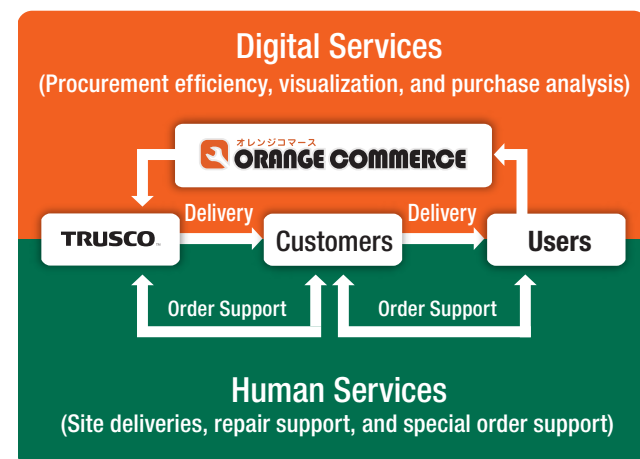 Digital Services
(Procurement efficiency, visualization, and purchase analysis)
オレンジコマース
ORANGE COMMERCE
Delivery
Delivery
TRUSCO
Customers
Users
Order Support
Order Support
Human Services
(Site deliveries, repair support, and special order support)